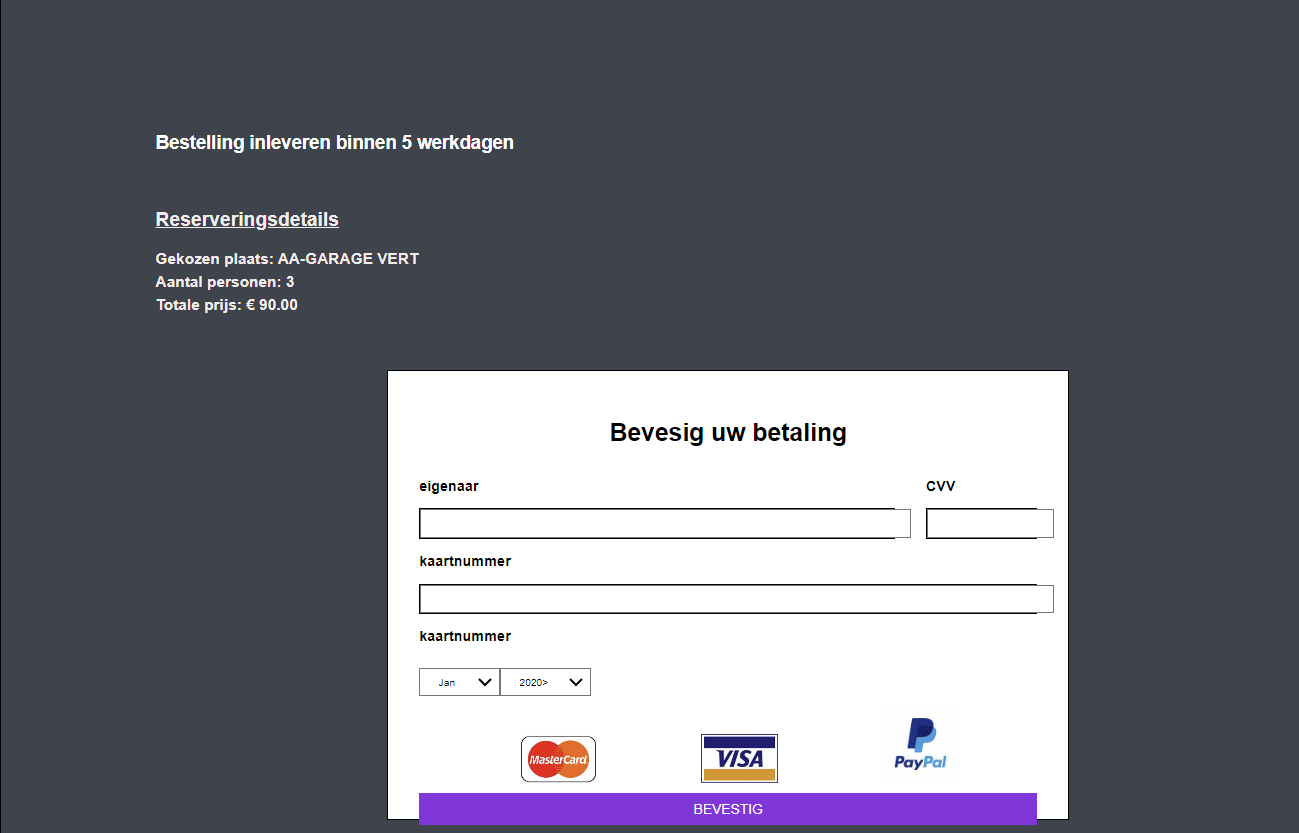 Bestelling inleveren binnen 5 werkdagen
Reserveringsdetails
Gekozen plaats: AA-GARAGE VERT
Aantal personen: 3
Totale prijs: € 90.00
Bevesig uw betaling
eigenaar CVV
kaartnummer
kaartnummer
Jan 2020>
MasterCard VISA PayPal
BEVESTIG